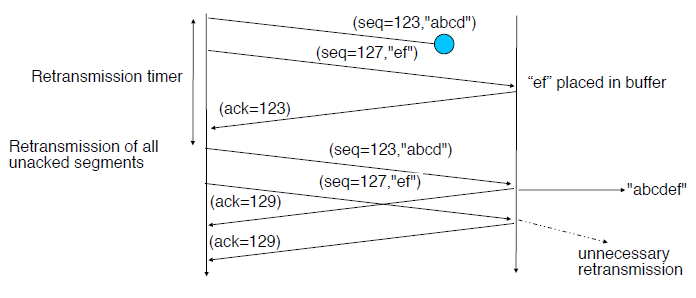 (seq=123,"abcd")
(seq=127,"ef")
Retransmission timer
“ef” placed in buffer
(ack=123)
Retransmission of all
unacked segments
(seq=123,"abcd")
(seq=127,"ef")
"abcdef"
(ack=129)
(ack=129)
unnecessary
retransmission